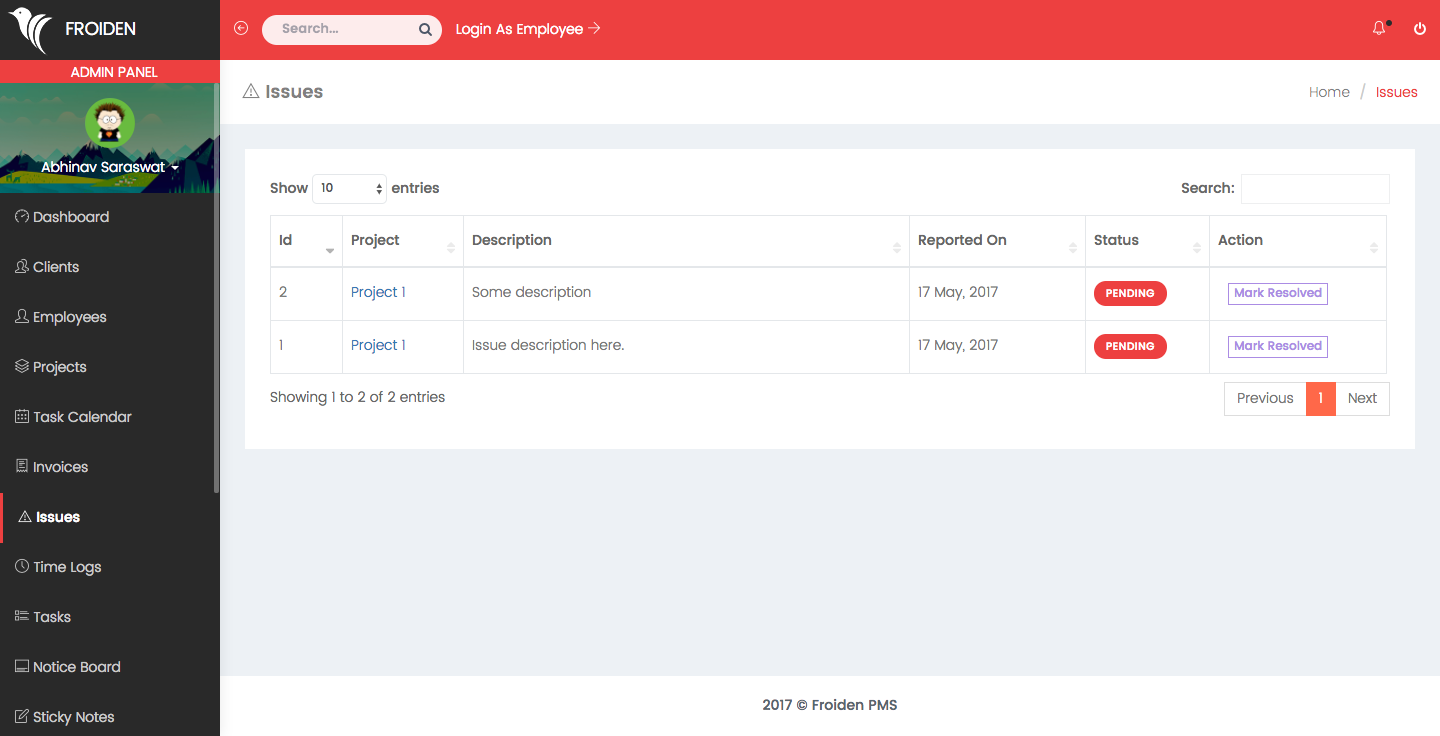 FROIDEN
Search...
Login As Employee
ADMIN PANEL
Abhinav Saraswat
Dashboard
Clients
Employees
Projects
Task Calendar
Invoices
Issues
Time Logs
Tasks
Notice Board
Sticky Notes
Issues
Home / Issues
Show 10 entries
Search:
Id Project Description Reported On Status Action
2 Project 1 Some description 17 May, 2017 PENDING Mark Resolved
1 Project 1 Issue description here. 17 May, 2017 PENDING Mark Resolved
Showing 1 to 2 of 2 entries
Previous 1 Next
2017 © Froiden PMS